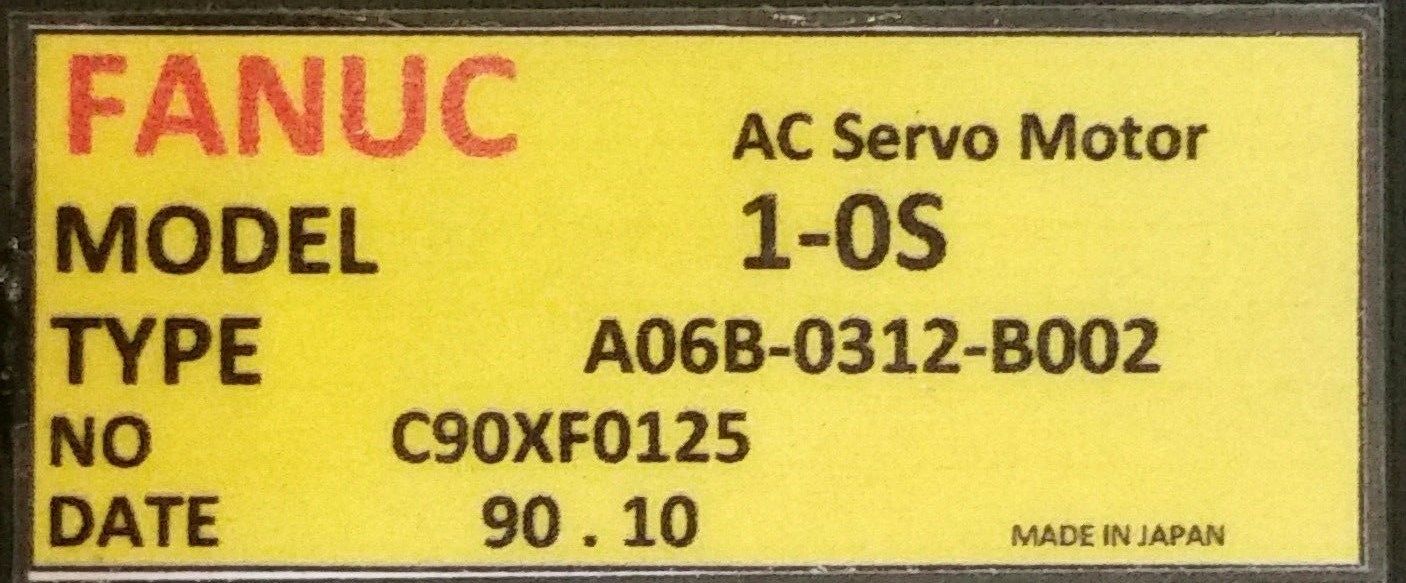 FANUC
AC Servo Motor
MODEL 1-0S
TYPE A06B-0312-B002
NO C90XF0125
DATE 90 . 10
MADE IN JAPAN